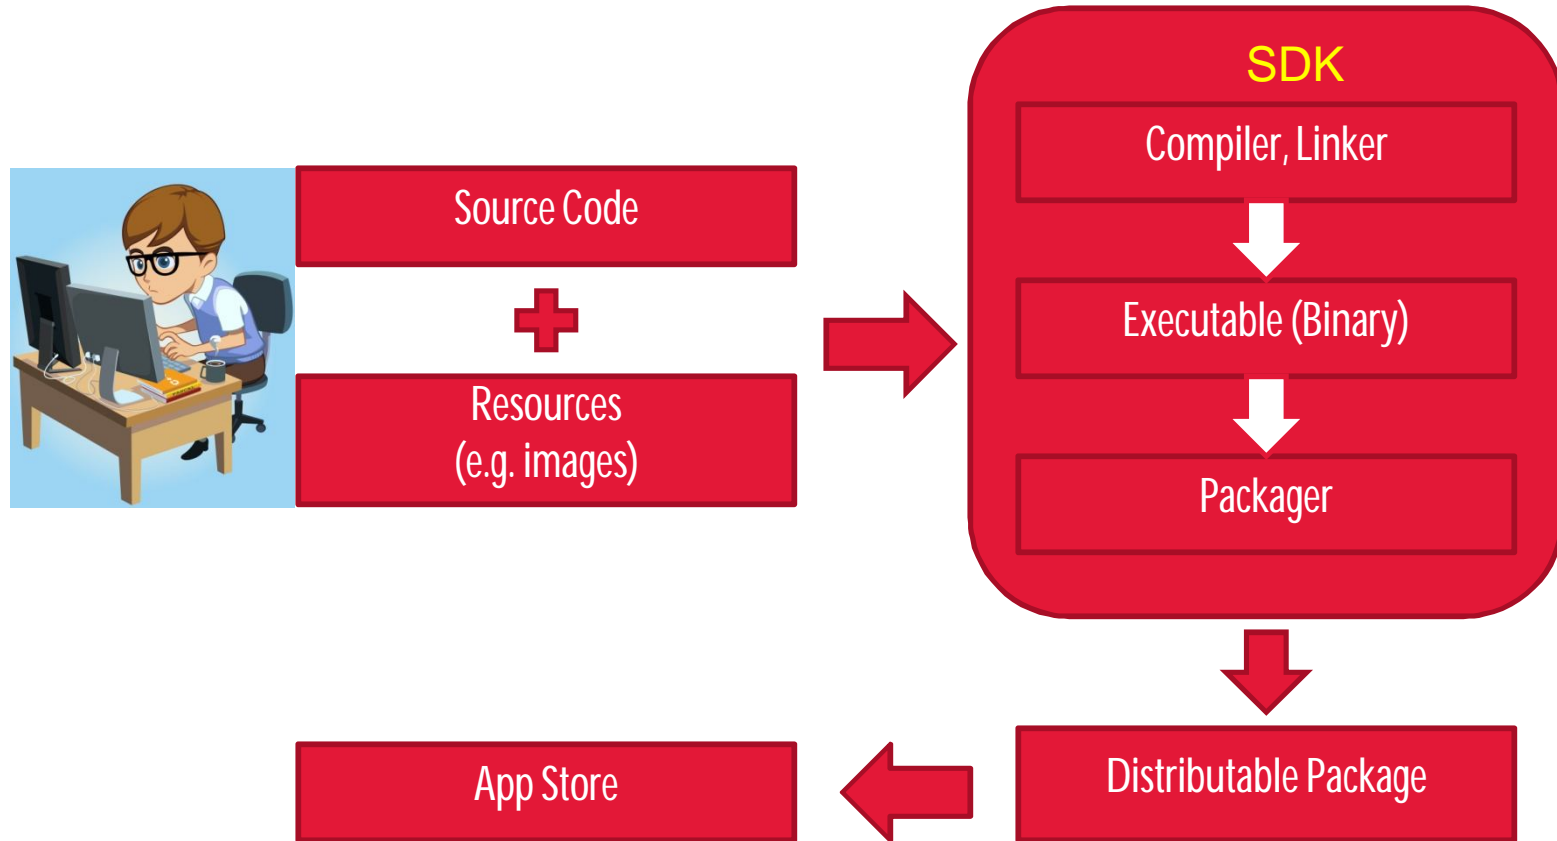 SDK
Compiler, Linker
Source Code
Executable (Binary)
Resources
(e.g. images)
Packager
Distributable Package
App Store